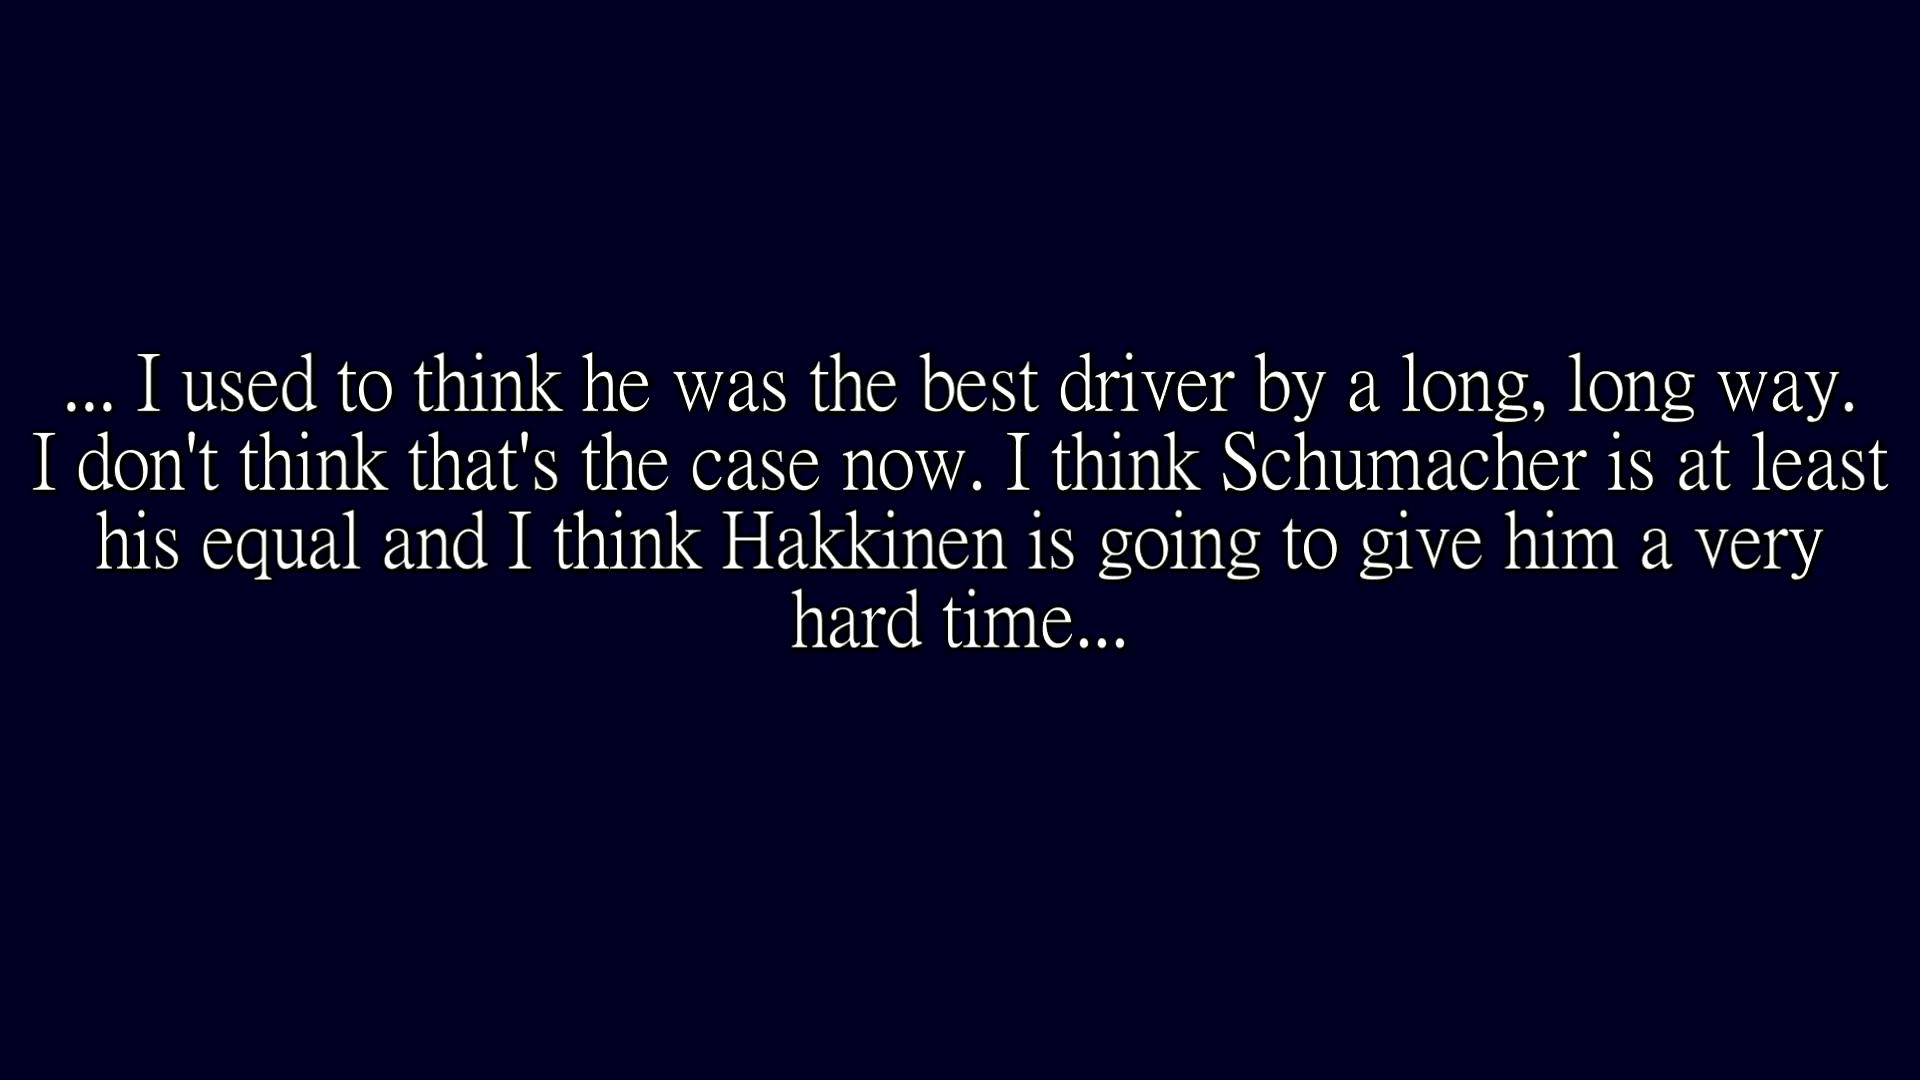 ... I used to think he was the best driver by a long, long way.
I don't think that's the case now. I think Schumacher is at least
his equal and I think Hakkinen is going to give him a very
hard time...